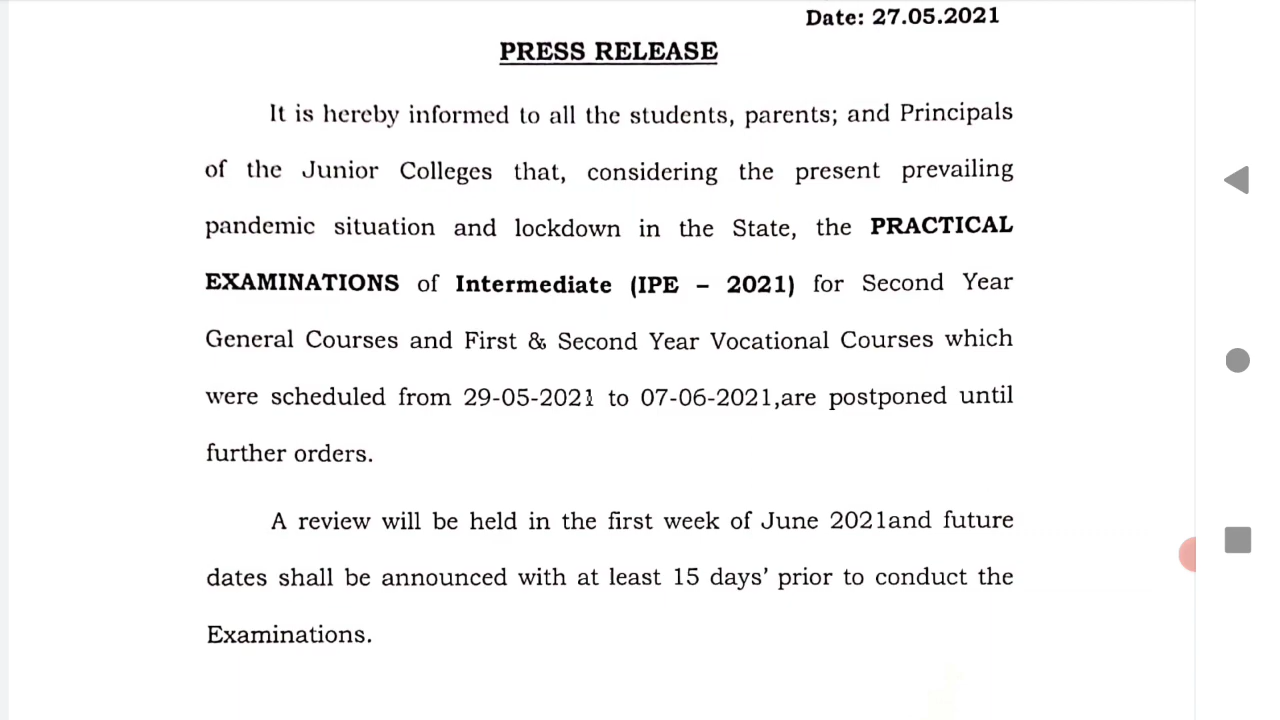 Date: 27.05.2021
PRESS RELEASE
It is hereby informed to all the students, parents; and Principals
of the Junior Colleges that, considering the present prevailing
pandemic situation and lockdown in the State, the PRACTICAL
EXAMINATIONS of Intermediate (IPE – 2021) for Second Year
General Courses and First & Second Year Vocational Courses which
were scheduled from 29-05-2021 to 07-06-2021,are postponed until
further orders.
A review will be held in the first week of June 2021and future
dates shall be announced with at least 15 days’ prior to conduct the
Examinations.